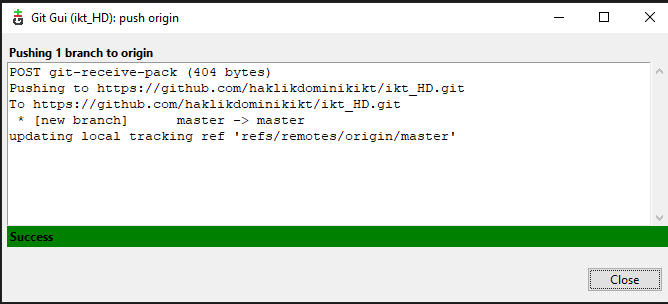 Git Gui (ikt_HD): push origin
Pushing 1 branch to origin
POST git-receive-pack (404 bytes)
Pushing to https://github.com/haklikdominikikt/ikt_HD.git
To https://github.com/haklikdominikikt/ikt_HD.git
 * [new branch]      master -> master
updating local tracking ref 'refs/remotes/origin/master'
Success
Close